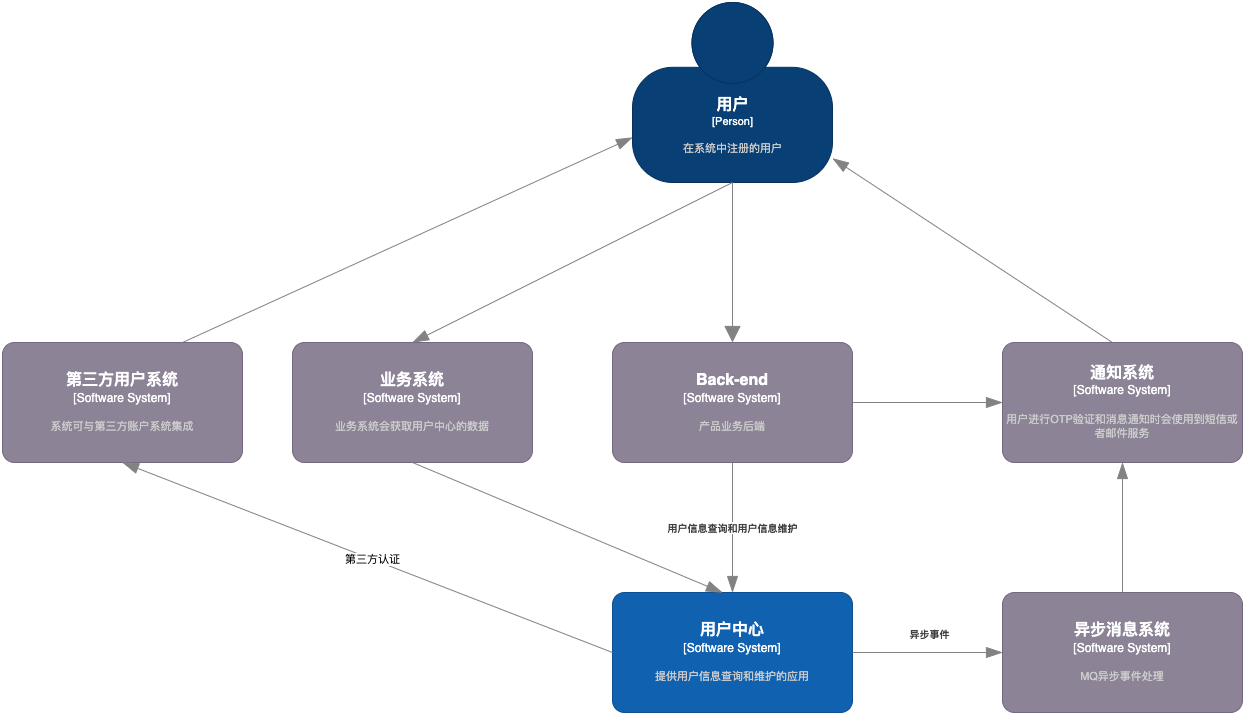 用户
[Person]
在系统中注册的用户
第三方用户系统
[Software System]
系统可与第三方账户系统集成
业务系统
[Software System]
业务系统会获取用户中心的数据
Back-end
[Software System]
产品业务后端
通知系统
[Software System]
用户进行OTP验证和消息通知时会使用到短信或
者邮件服务
用户信息查询和用户信息维护
第三方认证
用户中心
[Software System]
提供用户信息查询和维护的应用
异步事件
异步消息系统
[Software System]
MQ异步事件处理